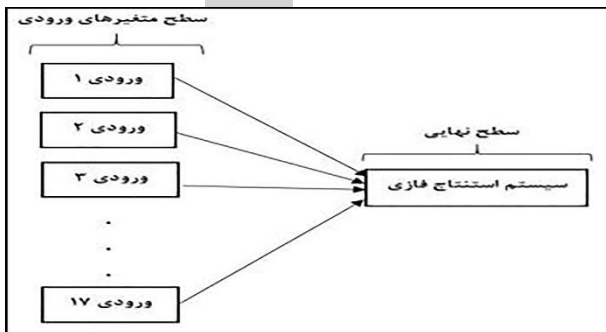 سطح متغیرهای ورودی
ورودی ۱
ورودی ۲
ورودی ۳
.
.
.
ورودی ۱۷
سطح نهایی
سیستم استنتاج فازی